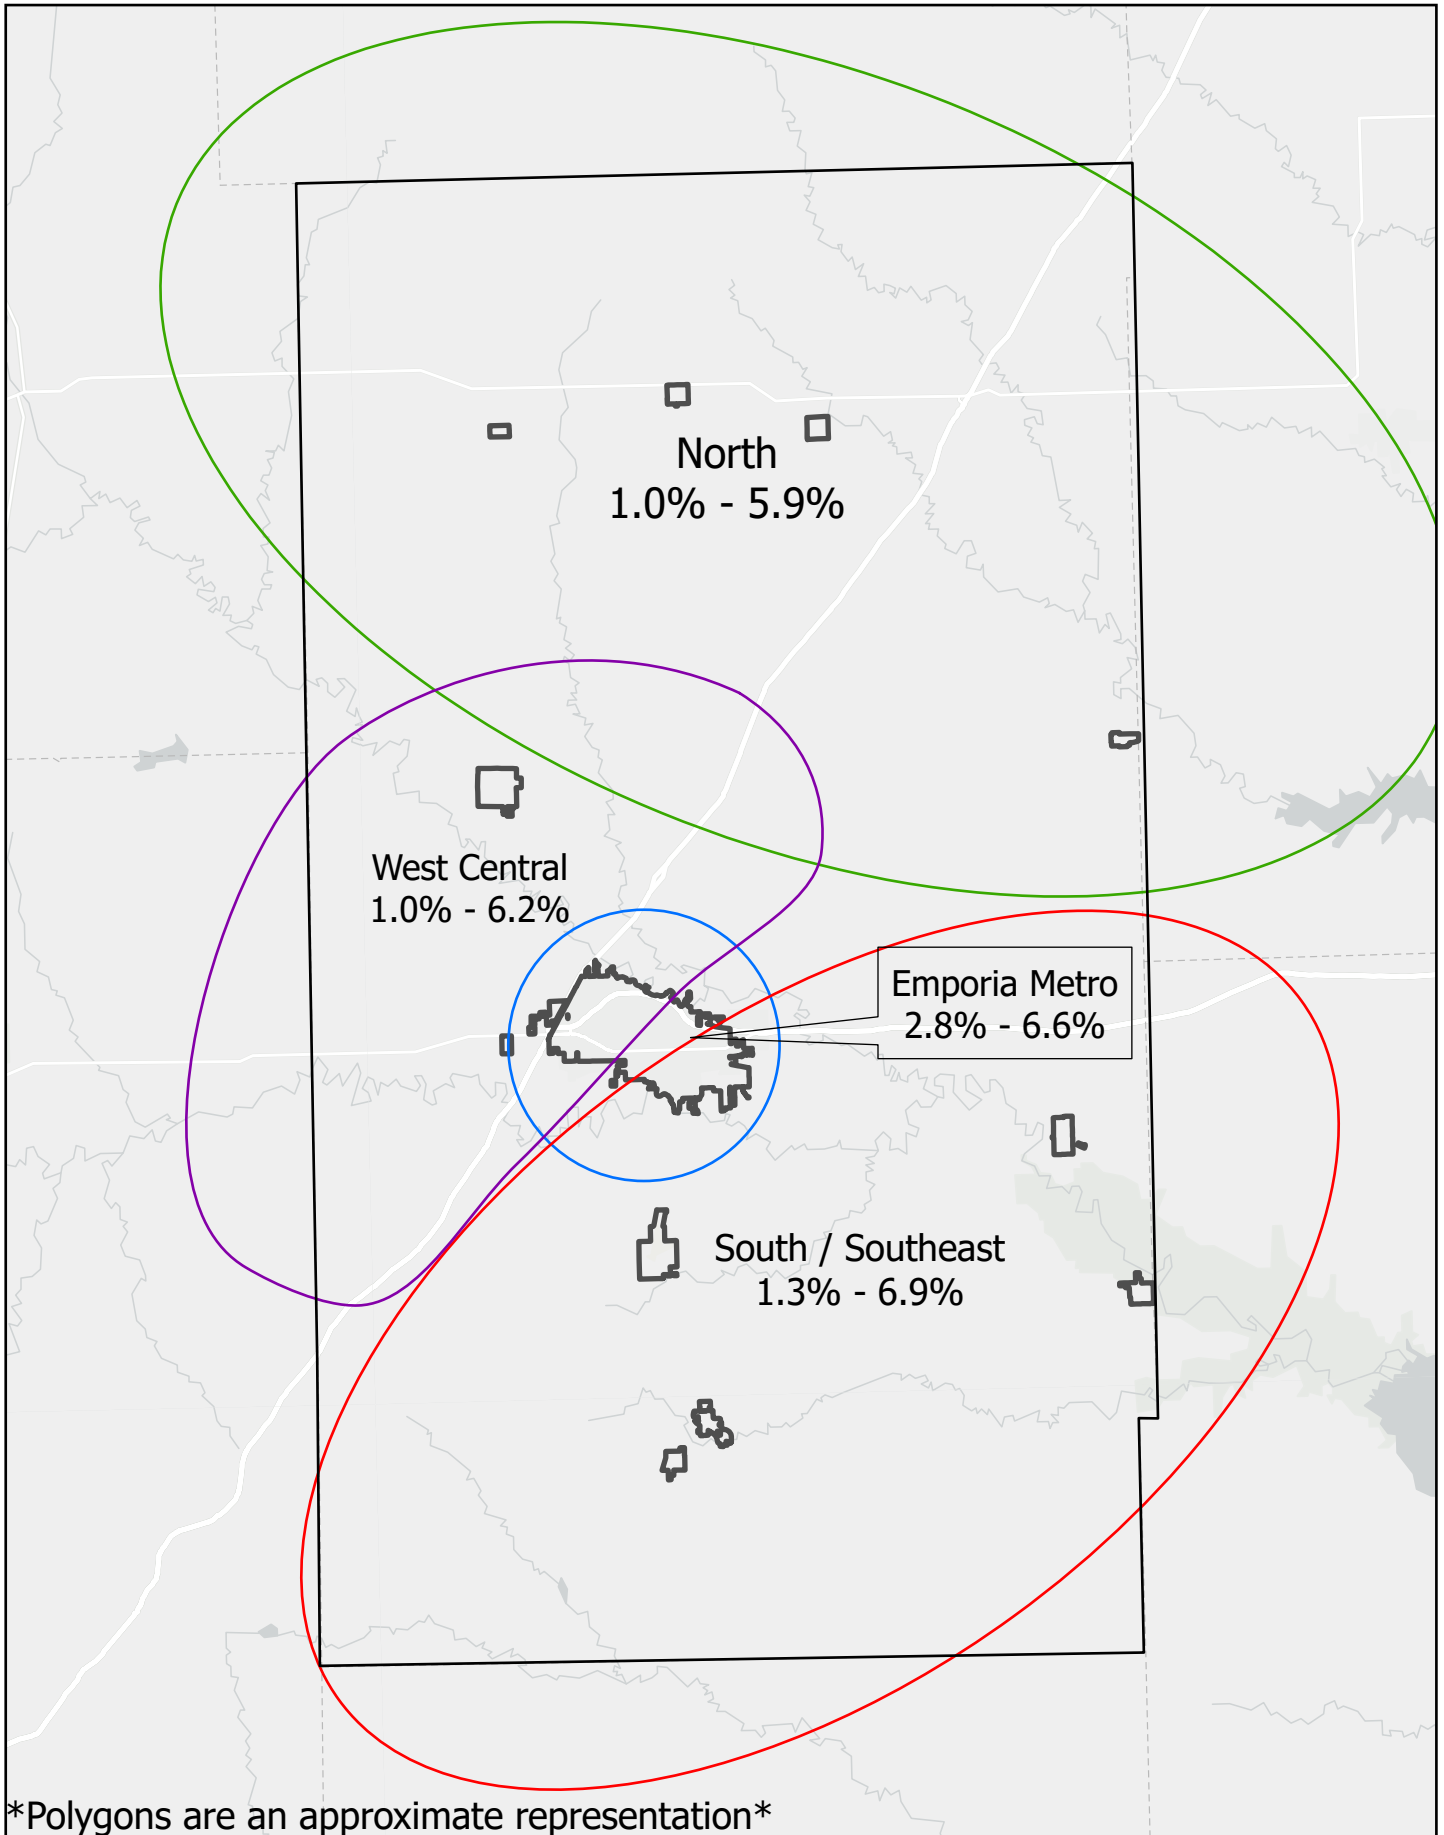 North
1.0% - 5.9%
West Central
1.0% - 6.2%
Emporia Metro
2.8% - 6.6%
South / Southeast
1.3% - 6.9%
*Polygons are an approximate representation*